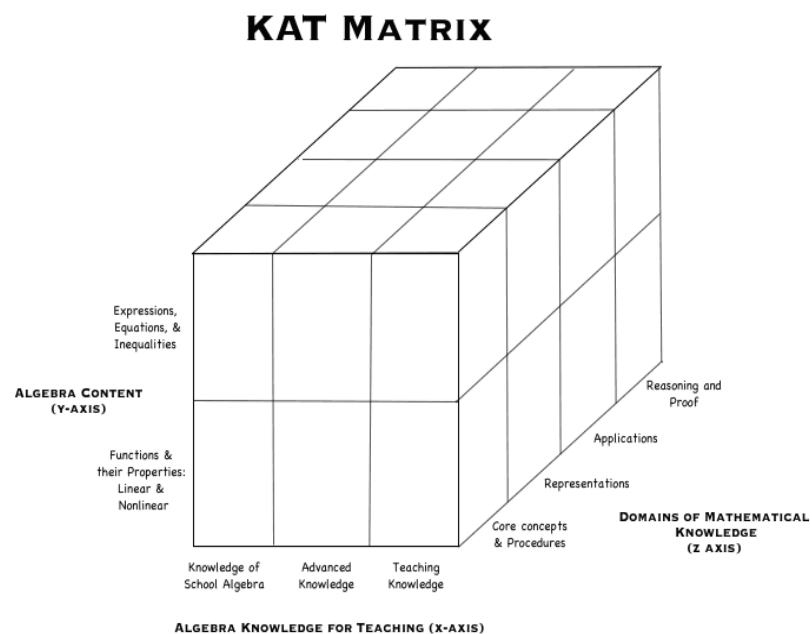 KAT MATRIX
Expressions,
Equations, &
Inequalities
ALGEBRA CONTENT
(Y-AXIS)
Functions &
their Properties:
Linear &
Nonlinear
Reasoning and
Proof
Applications
Representations
Core concepts
& Procedures
DOMAINS OF MATHEMATICAL
KNOWLEDGE
(Z AXIS)
Knowledge of
School Algebra
Advanced
Knowledge
Teaching
Knowledge
ALGEBRA KNOWLEDGE FOR TEACHING (X-AXIS)